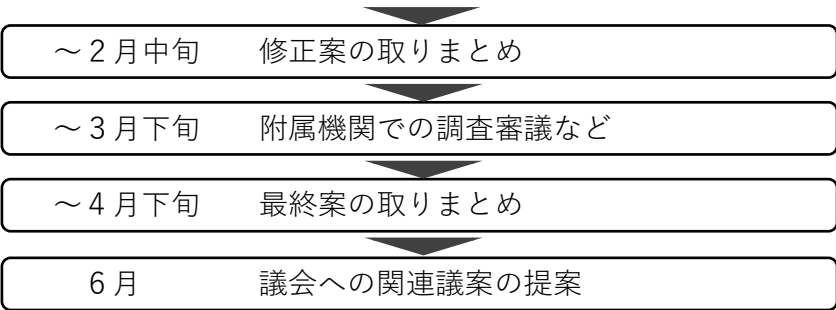 ～２月中旬　修正案の取りまとめ
～３月下旬　附属機関での調査審議など
～４月下旬　最終案の取りまとめ
６月　議会への関連議案の提案